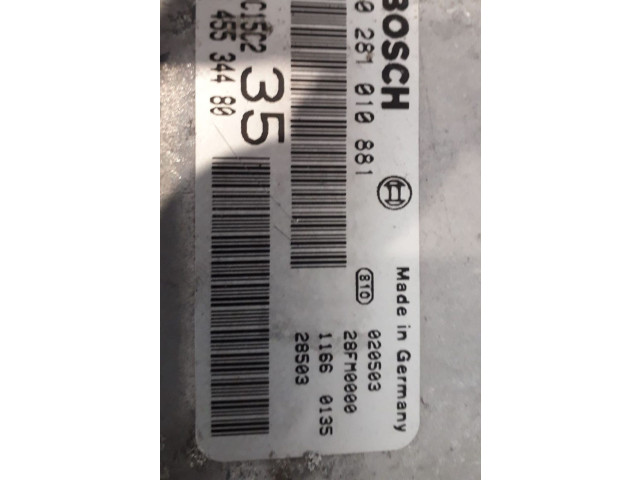 BOSCH
0 281 010 881
C15C2
455 344 80
35
Made in Germany
810
020503
28FM0000
1166 0135
28503